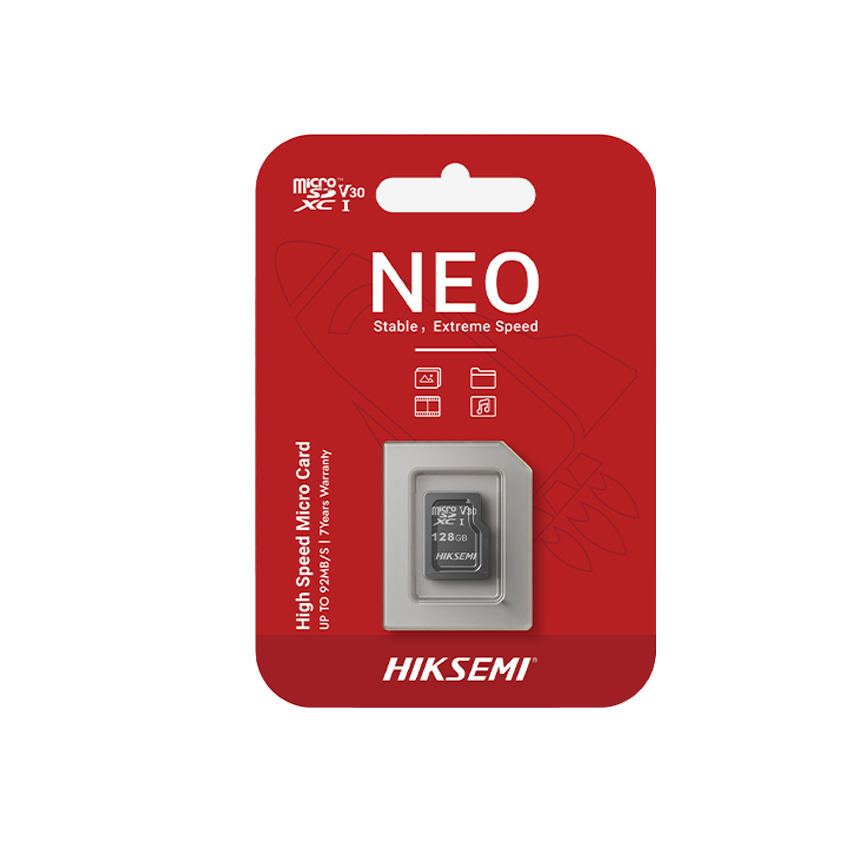 micro SD XC™ V30 I
NEO
Stable, Extreme Speed
High Speed Micro Card
UP TO 92MB/S | 7Years Warranty
micro SD XC V30 I
128GB
HIKSEMI
HIKSEMI®